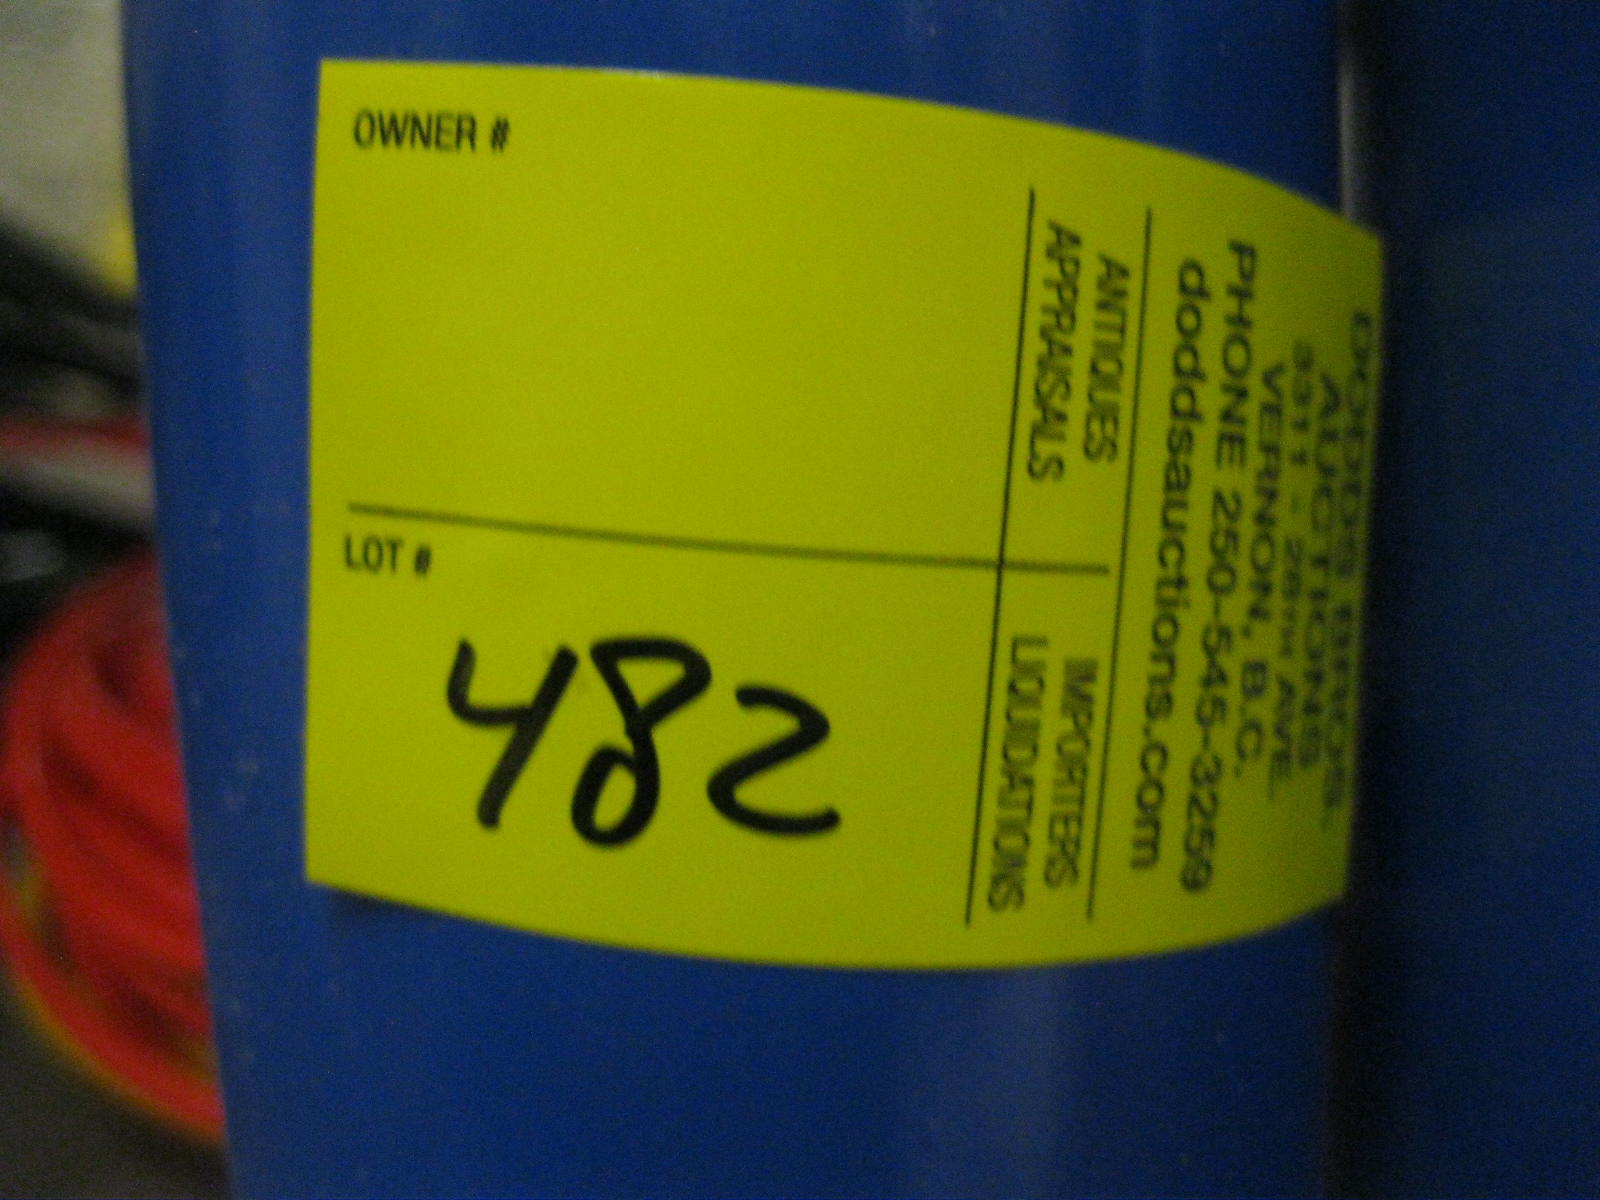 OWNER #
LOT #
482
DODDS BROS
AUCTIONS
3311 - 28TH AVE
VERNON, B.C.
PHONE 250-545-3259
doddsauctions.com
ANTIQUES
APPRAISALS
IMPORTERS
LIQUIDATIONS